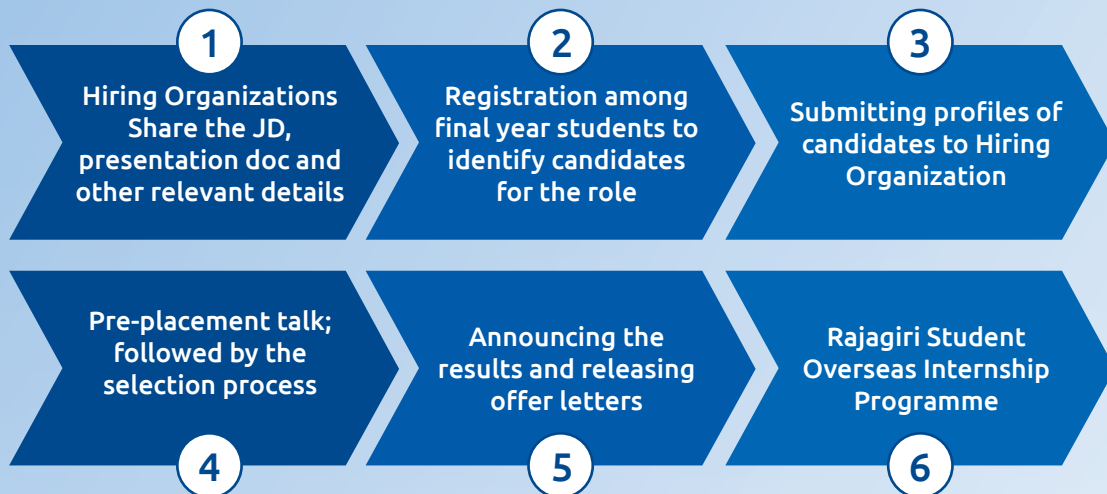 1
Hiring Organizations
Share the JD,
presentation doc and
other relevant details
2
Registration among
final year students to
identify candidates
for the role
3
Submitting profiles of
candidates to Hiring
Organization
Pre-placement talk;
followed by the
selection process
4
Announcing the
results and releasing
offer letters
5
Rajagiri Student
Overseas Internship
Programme
6